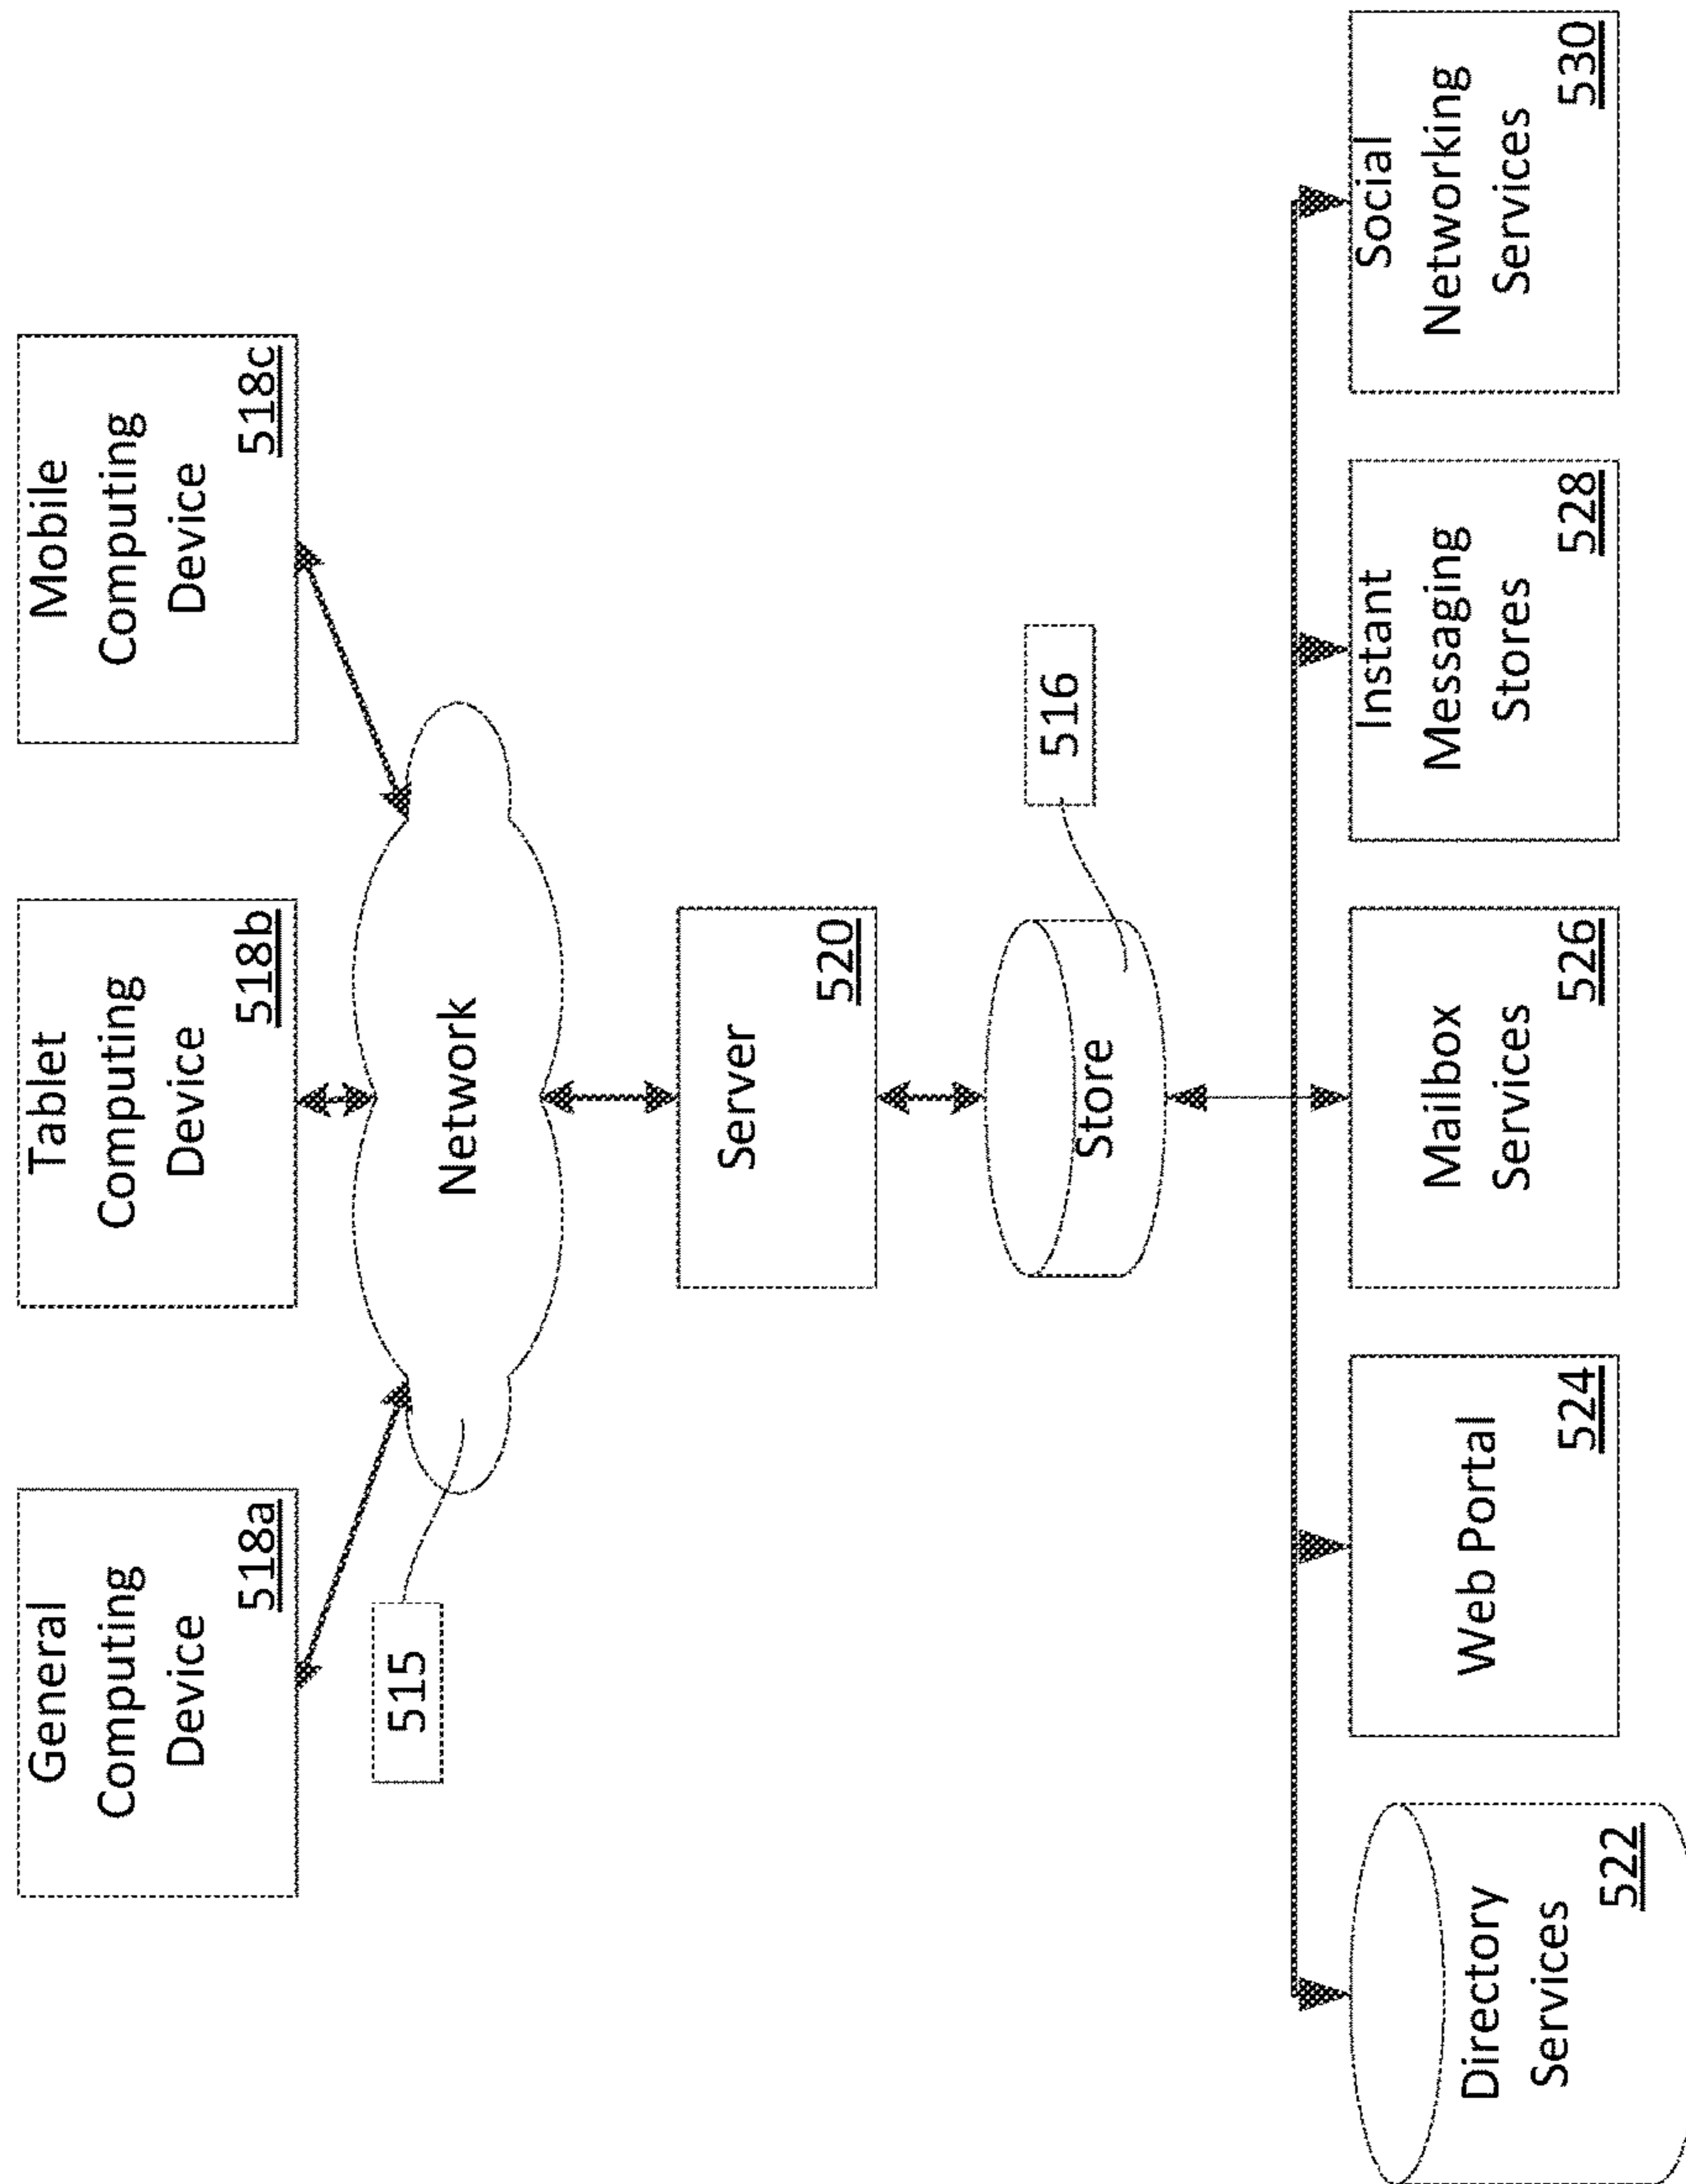 General
Computing
Device
518a
Tablet
Computing
Device
518b
Mobile
Computing
Device
518c
515
Network
Server
520
Store
516
Directory
Services
522
Web Portal
524
Mailbox
Services
526
Instant
Messaging
Stores
528
Social
Networking
Services
530